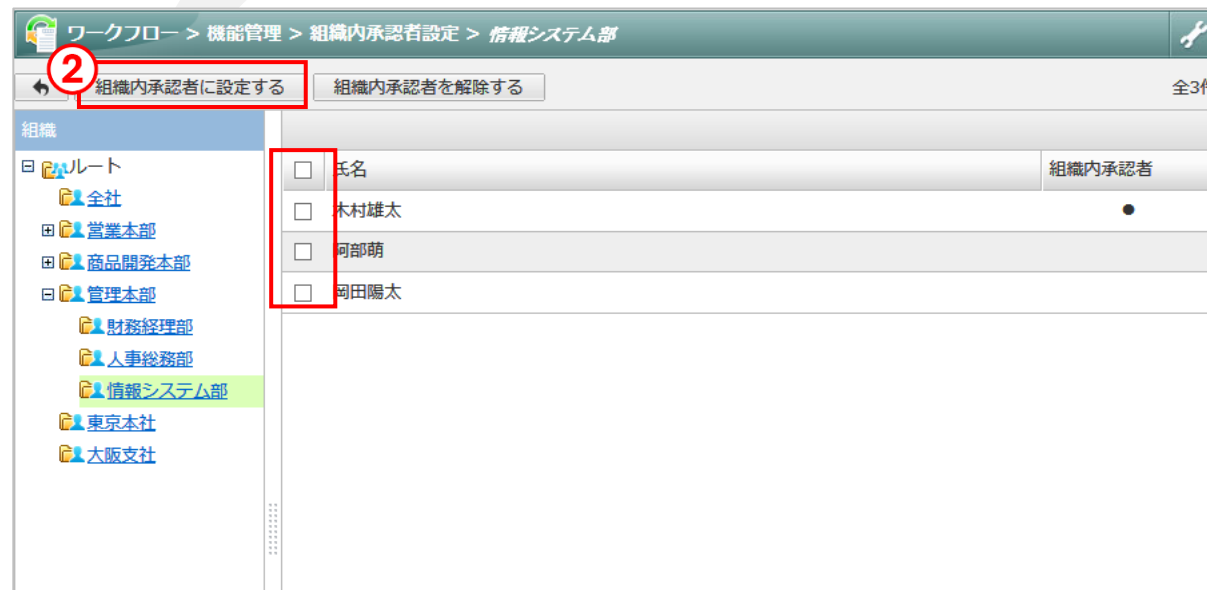 ワークフロー > 機能管理 > 組織内承認者設定 > 情報システム部
②
組織内承認者に設定する 組織内承認者を解除する 全3件
組織
ルート
全社
営業本部
商品開発本部
管理本部
財務経理部
人事総務部
情報システム部
東京本社
大阪支社
氏名 組織内承認者
木村雄太 ●
阿部萌
岡田陽太